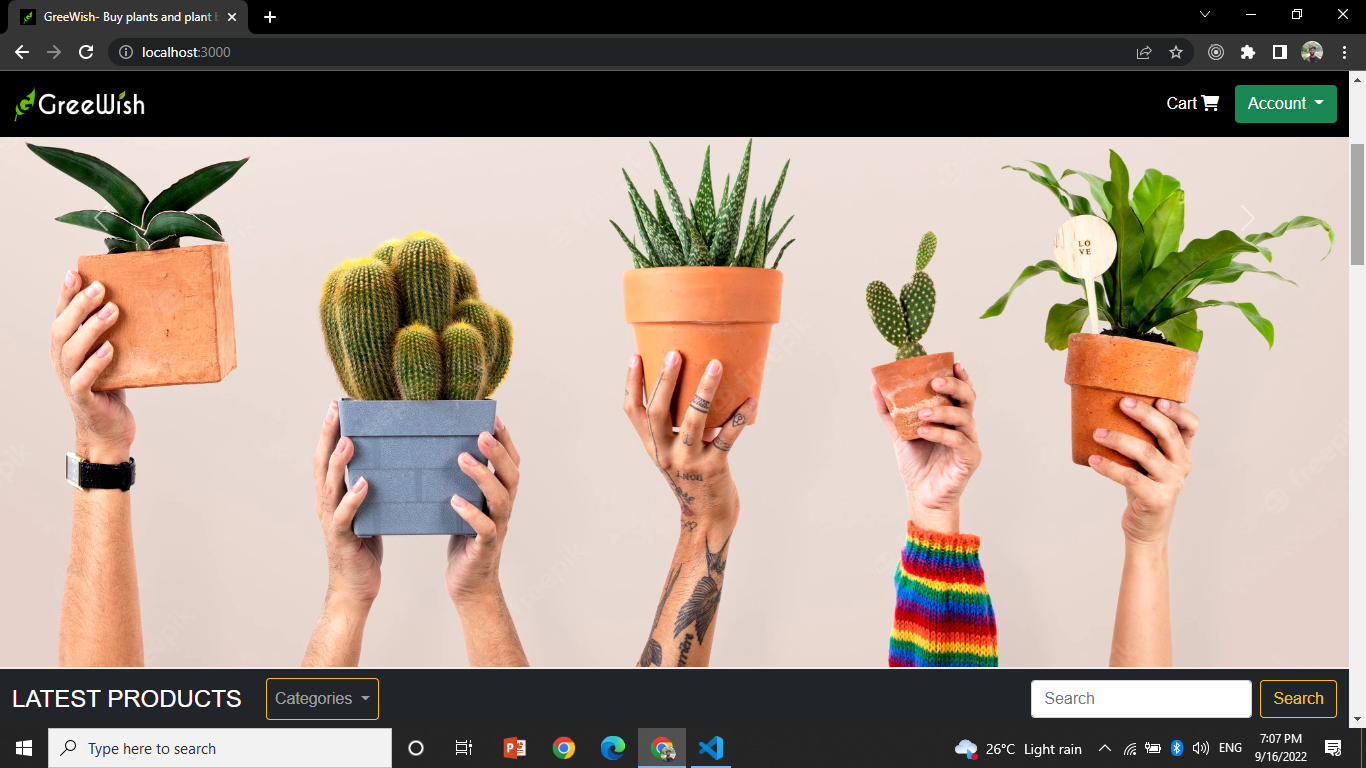 GreeWish- Buy plants and plant
localhost:3000
GreeWish
Cart
Account
LO
VE
freepik
LATEST PRODUCTS
Categories
Search
Search
Type here to search
26°C Light rain
ENG
7:07 PM
9/16/2022